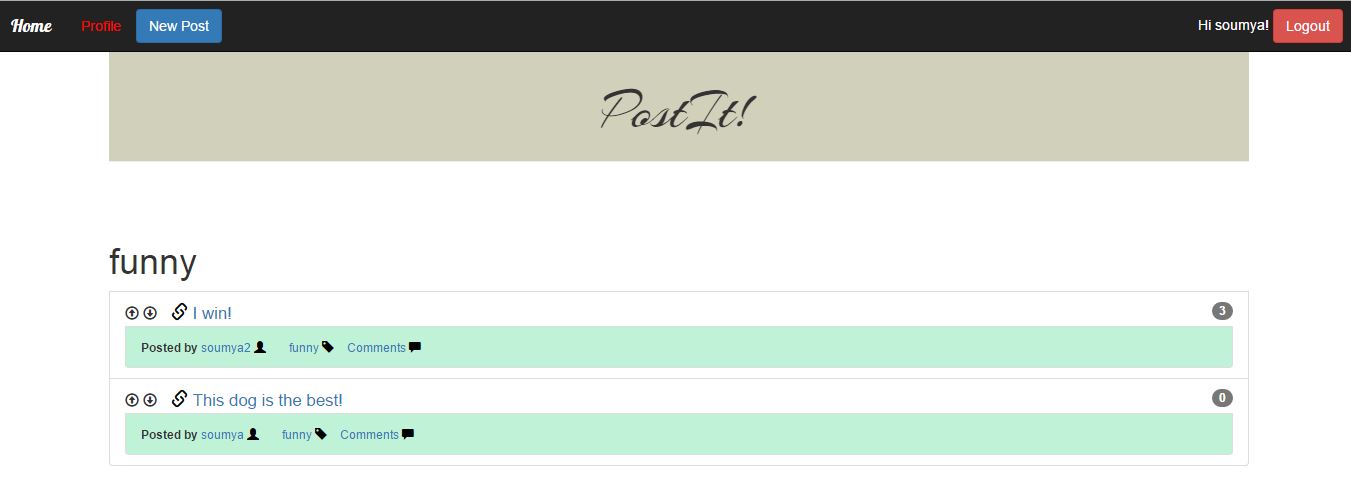 Home Profile New Post Hi soumya! Logout
PostIt!
funny
I win! 3
Posted by soumya2 funny Comments
This dog is the best! 0
Posted by soumya funny Comments